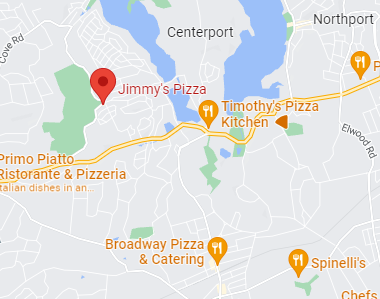 Northport
Centerport
Cove Rd
P
Jimmy's Pizza
Timothy's Pizza
Kitchen
Elwood Rd
Primo Piatto
Ristorante & Pizzeria
Italian dishes in an...
Broadway Pizza
& Catering
Spinelli's
Chefs